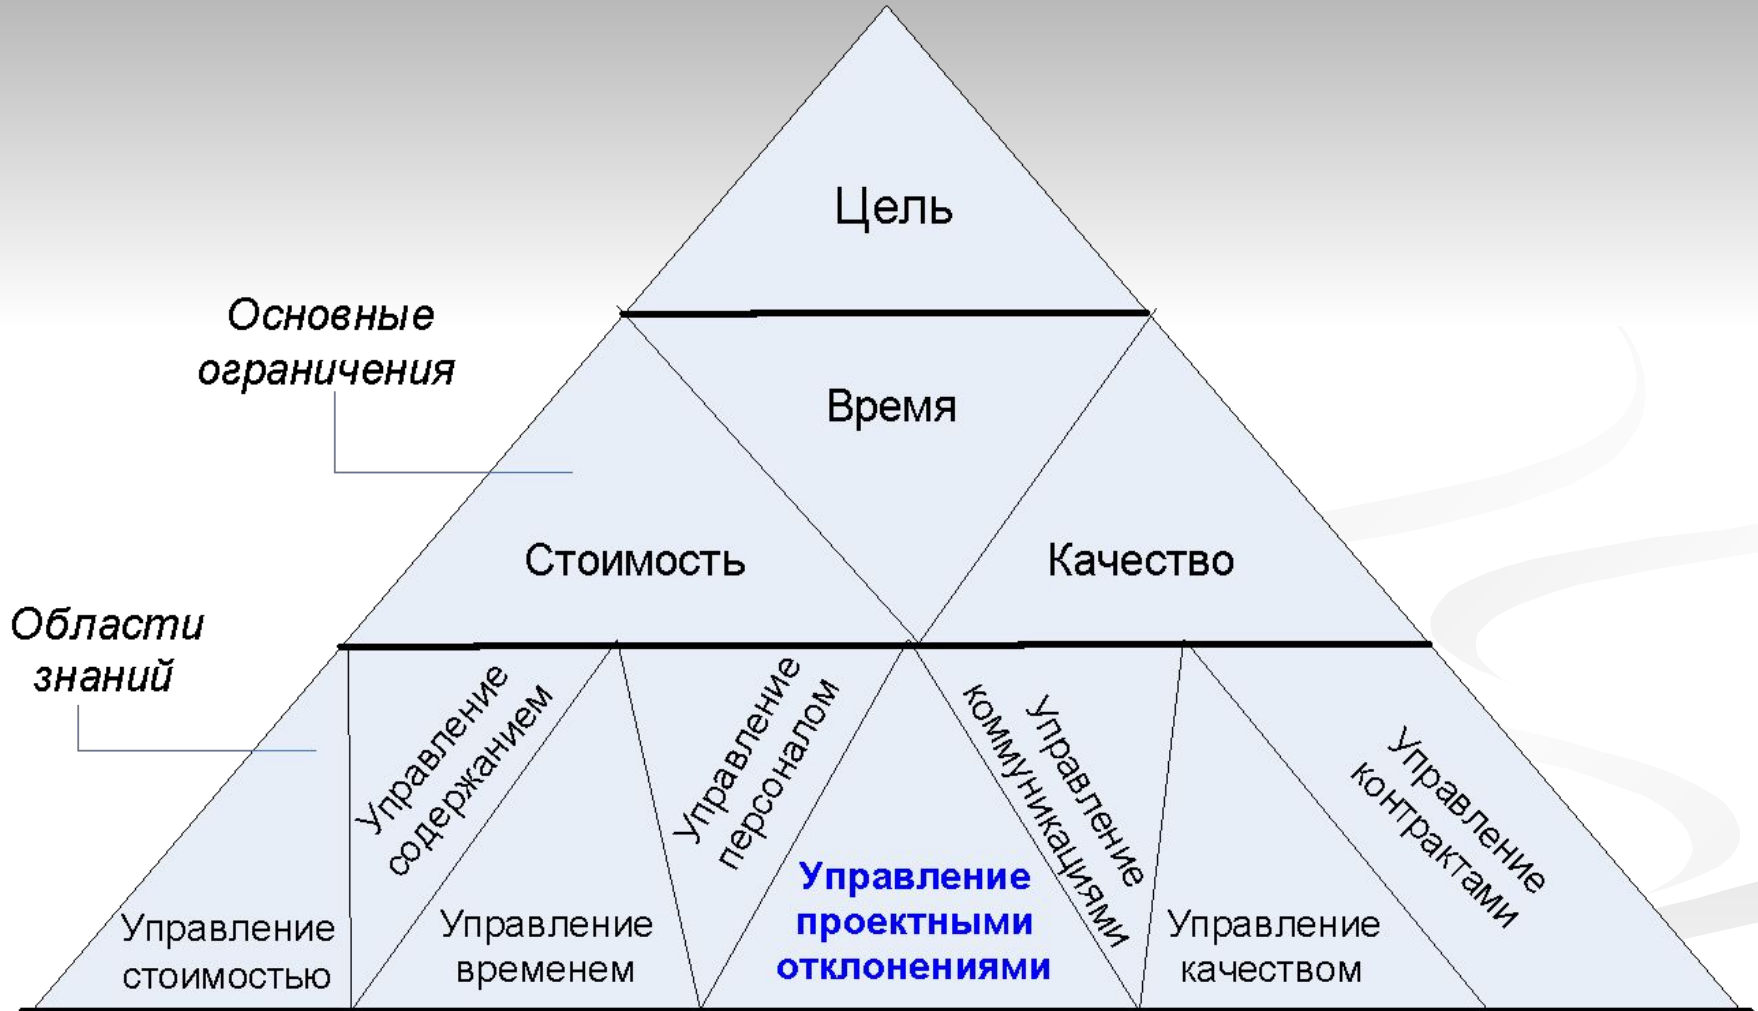 Цель
Основные
ограничения
Время
Стоимость
Качество
Области
знаний
Управление
стоимостью
Управление
содержанием
Управление
временем
Управление
персоналом
Управление
проектными
отклонениями
Управление
коммуникациями
Управление
качеством
Управление
контрактами